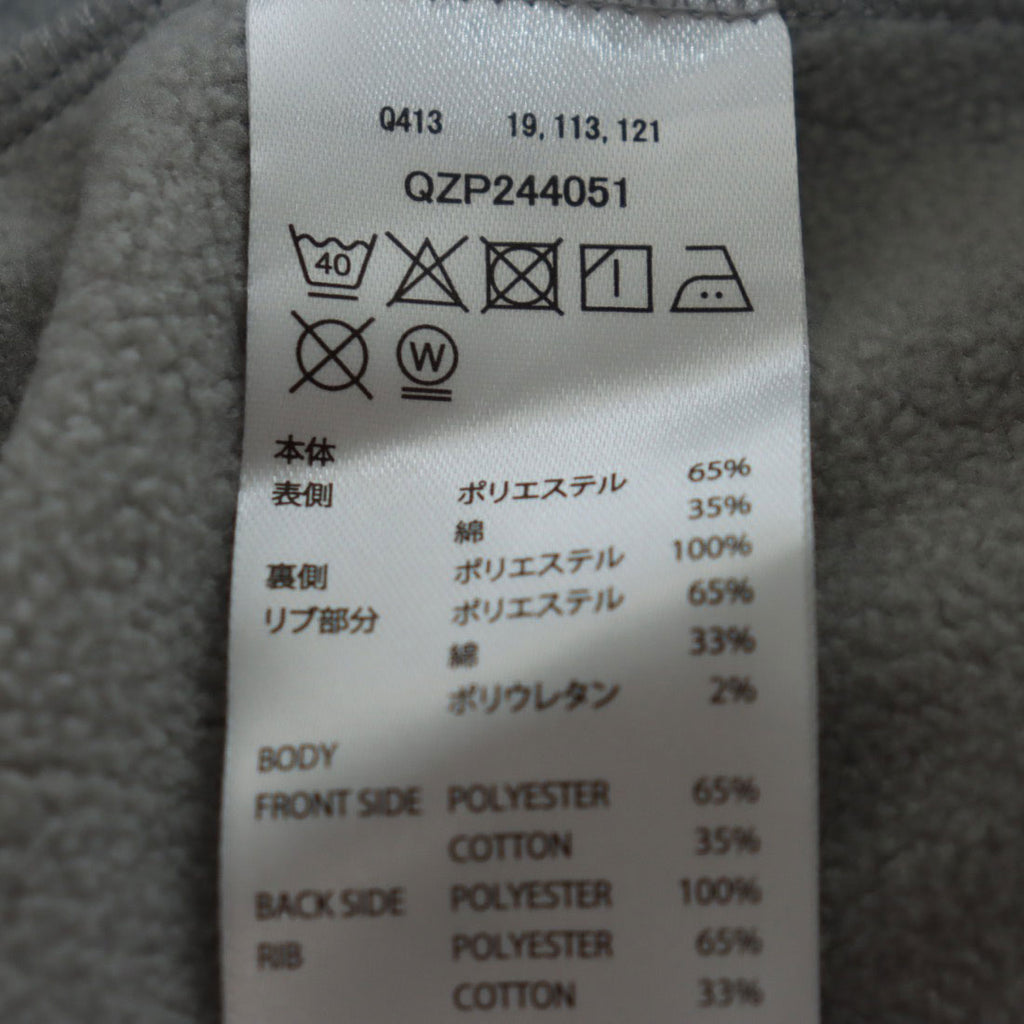 Q413 19, 113, 121
QZP244051
40
W
本体
表側 ポリエステル 65%
綿 35%
裏側 ポリエステル 100%
リブ部分 ポリエステル 65%
綿 33%
ポリウレタン 2%
BODY
FRONT SIDE POLYESTER 65%
COTTON 35%
BACK SIDE POLYESTER 100%
RIB POLYESTER 65%
COTTON 33%